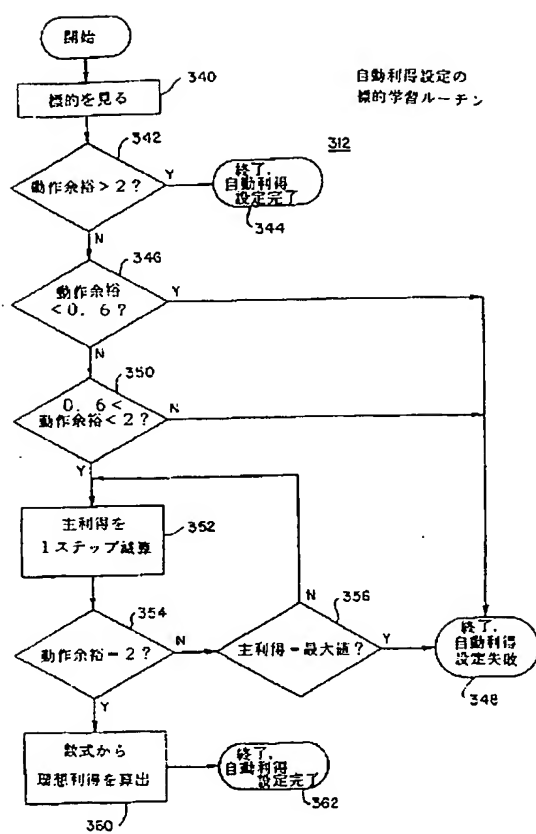 開始
340
標的を見る
自動利得設定の
標的学習ルーチン
312
342
動作余裕>2?
Y
終了.
自動利得
設定完了
344
N
346
動作余裕
<0.6?
Y
N
350
0.6<
動作余裕<2?
N
Y
主利得を
1ステップ減算
352
354
動作余裕=2?
N
Y
356
主利得=最大値?
N
Y
終了.
自動利得
設定失敗
348
数式から
理想利得を算出
360
終了.
自動利得
設定完了
362